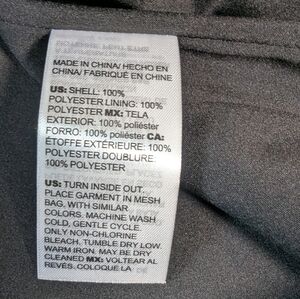 MADE IN CHINA/ HECHO EN
CHINA/ FABRIQUÉ EN CHINE
US: SHELL: 100%
POLYESTER LINING: 100%
POLYESTER MX: TELA
EXTERIOR: 100% poliéster
FORRO: 100% poliéster CA:
ÉTOFFE EXTÉRIEURE: 100%
POLYESTER DOUBLURE:
100% POLYESTER
US: TURN INSIDE OUT,
PLACE GARMENT IN MESH
BAG, WITH SIMILAR
COLORS. MACHINE WASH
COLD, GENTLE CYCLE.
ONLY NON-CHLORINE
BLEACH, TUMBLE DRY LOW.
WARM IRON, MAY BE DRY
CLEANED MX: VOLTEAR AL
REVÉS, COLOQUE LA